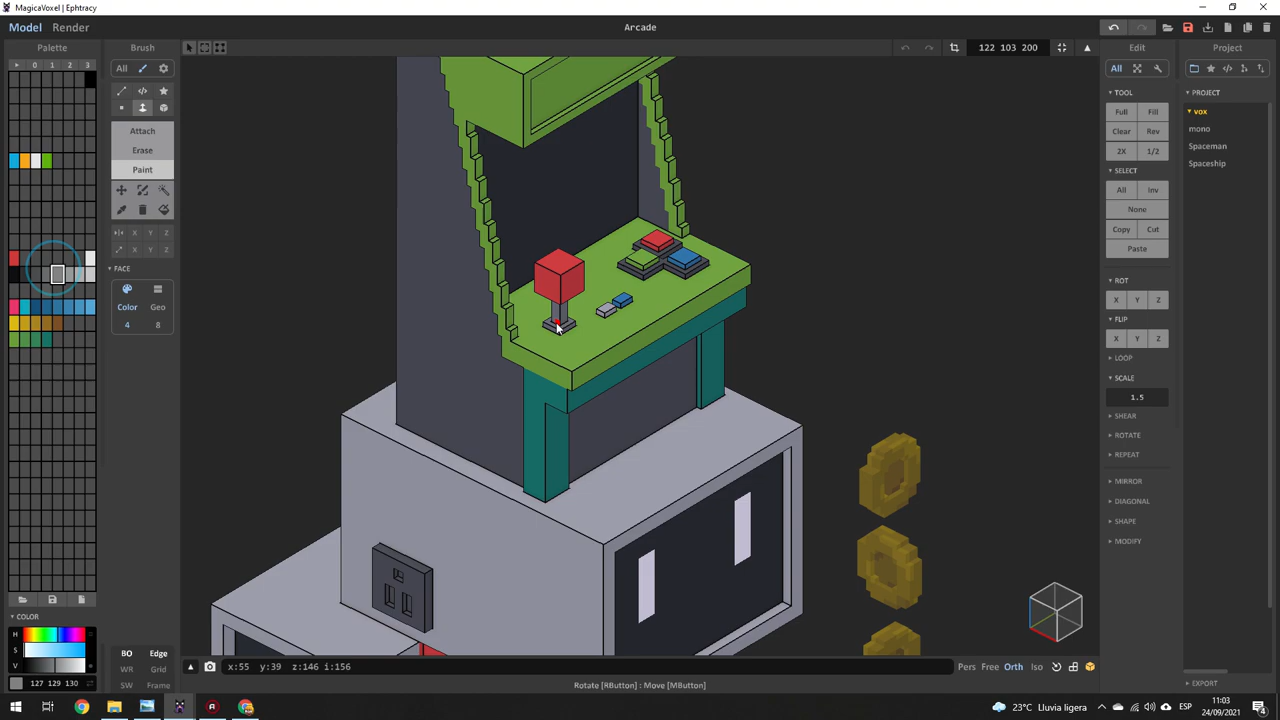 MagicaVoxel | Ephtracy
Model Render
Arcade
Palette
0 1 2 3
COLOR
H
S
V
127 129 130
Brush
All
Attach
Erase
Paint
X Y Z
X Y Z
FACE
Color Geo
4 8
BO Edge
WR Grid
SW Frame
122 103 200
x:55 y:39 z:146 i:156
Pers Free Orth Iso
Rotate [RButton] : Move [MButton]
Edit
All
TOOL
Full Fill
Clear Rev
2X 1/2
SELECT
All Inv
None
Copy Cut
Paste
ROT
X Y Z
FLIP
X Y Z
LOOP
SCALE
1.5
SHEAR
ROTATE
REPEAT
MIRROR
DIAGONAL
SHAPE
MODIFY
Project
PROJECT
vox
mono
Spaceman
Spaceship
EXPORT
23°C Lluvia ligera
ESP
11:03
24/09/2021